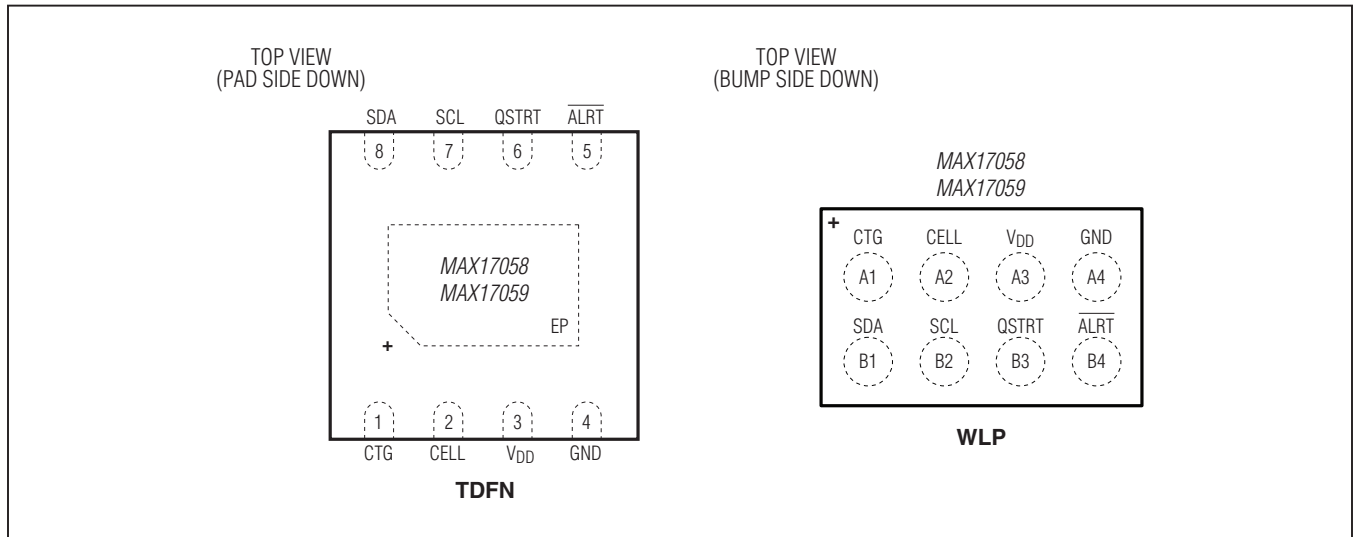 TOP VIEW
(PAD SIDE DOWN)
SDA SCL QSTRT ALRT
8 7 6 5
MAX17058
MAX17059
EP
+
1 2 3 4
CTG CELL VDD GND
TDFN
TOP VIEW
(BUMP SIDE DOWN)
MAX17058
MAX17059
+
CTG CELL VDD GND
A1 A2 A3 A4
SDA SCL QSTRT ALRT
B1 B2 B3 B4
WLP